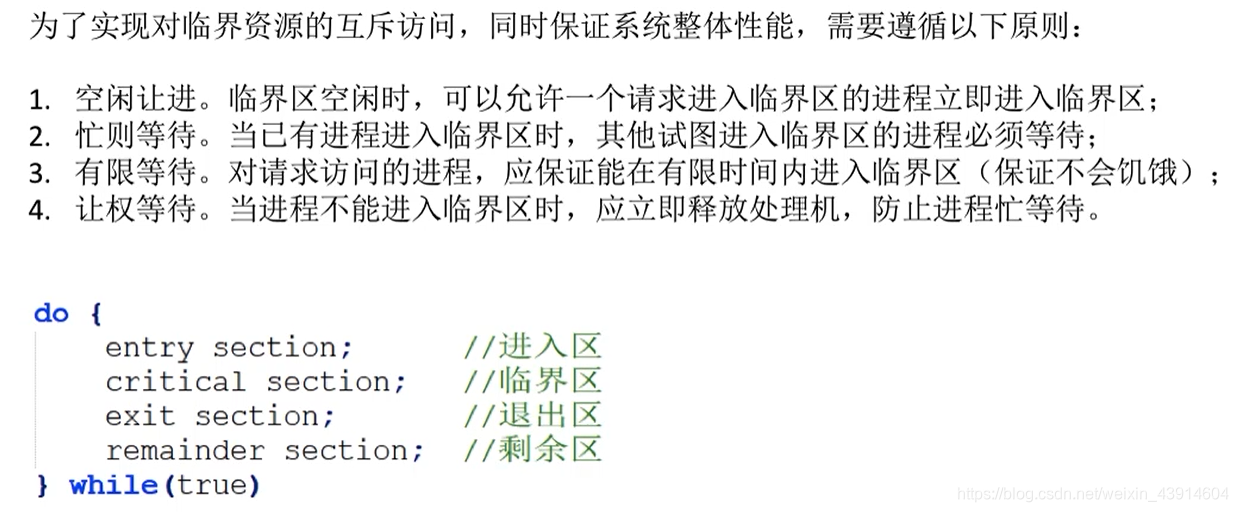 为了实现对临界资源的互斥访问，同时保证系统整体性能，需要遵循以下原则：
1. 空闲让进。临界区空闲时，可以允许一个请求进入临界区的进程立即进入临界区；
2. 忙则等待。当已有进程进入临界区时，其他试图进入临界区的进程必须等待；
3. 有限等待。对请求访问的进程，应保证能在有限时间内进入临界区（保证不会饥饿）；
4. 让权等待。当进程不能进入临界区时，应立即释放处理机，防止进程忙等待。
do {
entry section; //进入区
critical section; //临界区
exit section; //退出区
remainder section; //剩余区
} while(true)
https://blog.csdn.net/weixin_43914604